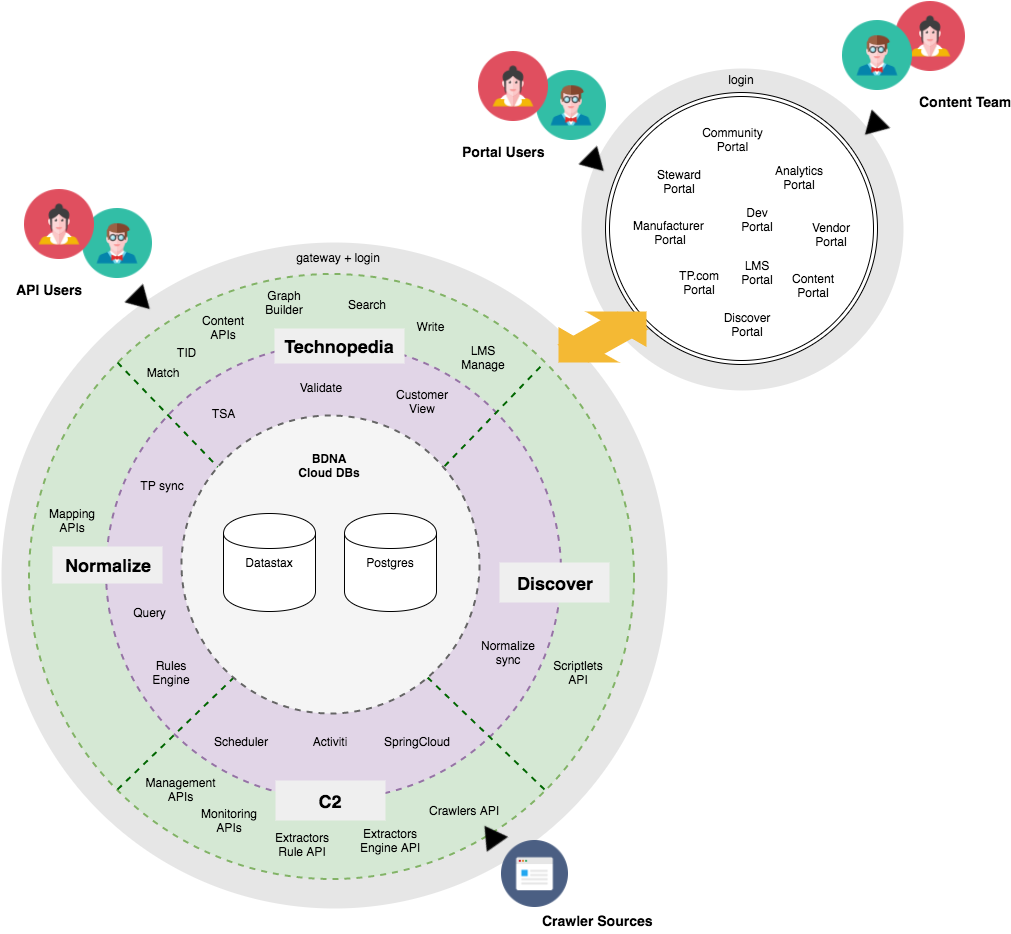 Content Team
login
Portal Users
Community
Portal
Analytics
Portal
Steward
Portal
Dev
Portal
Manufacturer
Portal
Vendor
Portal
LMS
Portal
TP.com
Portal
Content
Portal
Discover
Portal
API Users
gateway + login
Graph
Builder
Search
Content
APIs
Write
TID
Match
LMS
Manage
Technopedia
Validate
Customer
View
TSA
BDNA
Cloud DBs
TP sync
Mapping
APIs
Normalize
Datastax
Postgres
Discover
Query
Rules
Engine
Normalize
sync
Scriptlets
API
Scheduler
Activiti
SpringCloud
Management
APIs
C2
Monitoring
APIs
Crawlers API
Extractors
Rule API
Extractors
Engine API
Crawler Sources